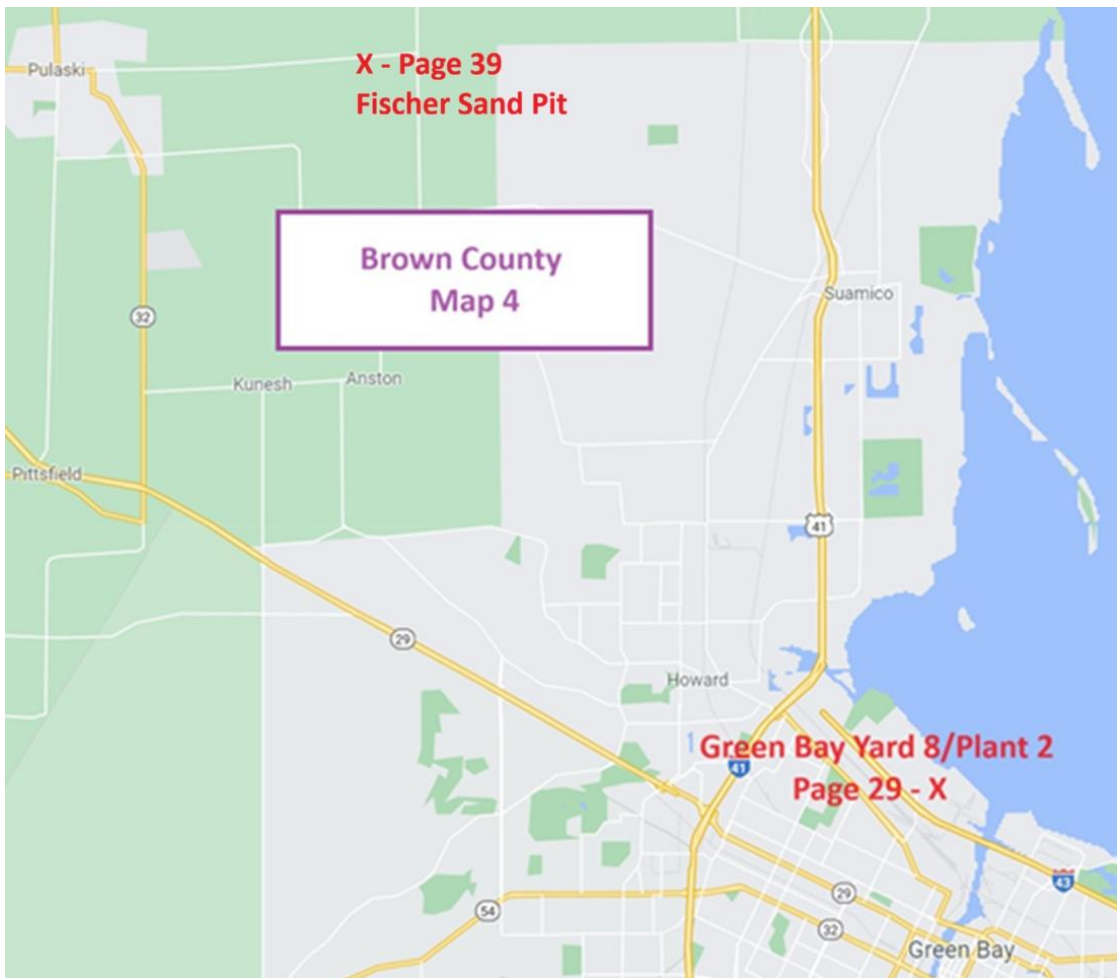 Pulaski
X - Page 39
Fischer Sand Pit
Brown County
Map 4
Suamico
32
Kunesh
Anston
Pittsfield
41
29
Howard
Green Bay Yard 8/Plant 2
41
Page 29 - X
43
29
54
32
Green Bay